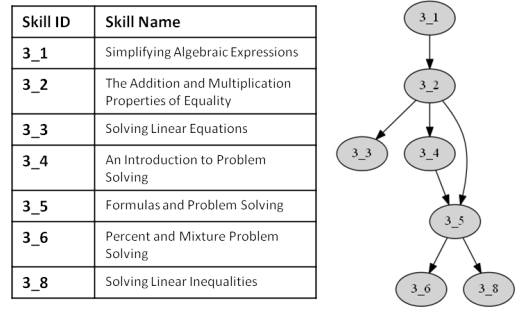 Skill ID Skill Name
3_1 Simplifying Algebraic Expressions
3_2 The Addition and Multiplication
Properties of Equality
3_3 Solving Linear Equations
3_4 An Introduction to Problem
Solving
3_5 Formulas and Problem Solving
3_6 Percent and Mixture Problem
Solving
3_8 Solving Linear Inequalities
3_1
3_2
3_3 3_4
3_5
3_6 3_8